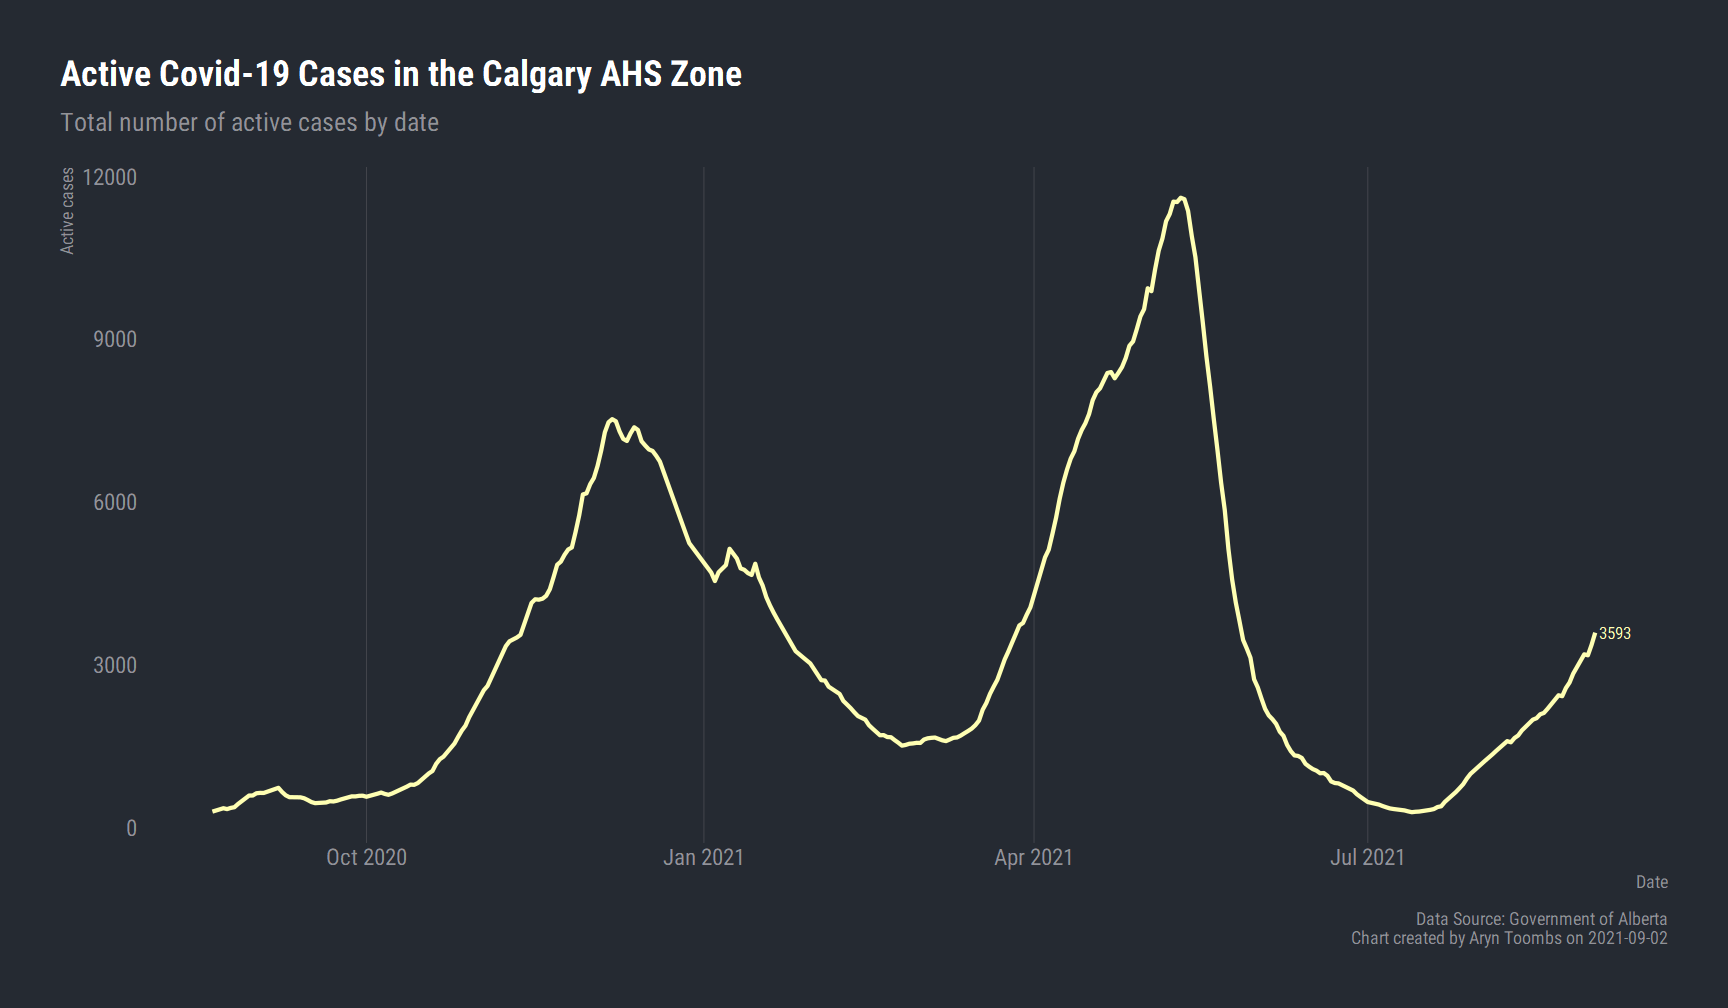 Active Covid-19 Cases in the Calgary AHS Zone
Total number of active cases by date
Active cases
12000
9000
6000
3000
0
3593
Oct 2020
Jan 2021
Apr 2021
Jul 2021
Date
Data Source: Government of Alberta
Chart created by Aryn Toombs on 2021-09-02